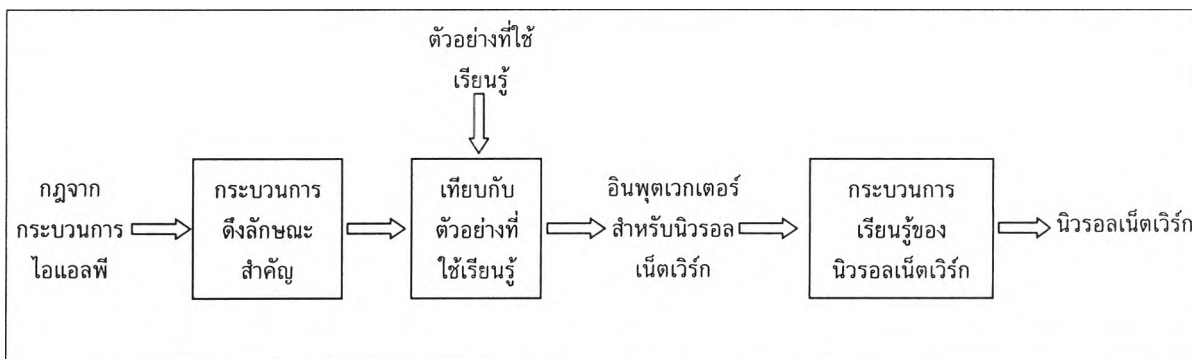 ตัวอย่างที่ใช้
เรียนรู้
กฎจาก
กระบวนการ
ไอแอลพี
กระบวนการ
ดึงลักษณะ
สำคัญ
เทียบกับ
ตัวอย่างที่
ใช้เรียนรู้
อินพุตเวกเตอร์
สำหรับนิวรอล
เน็ตเวิร์ก
กระบวนการ
เรียนรู้ของ
นิวรอลเน็ตเวิร์ก
นิวรอลเน็ตเวิร์ก